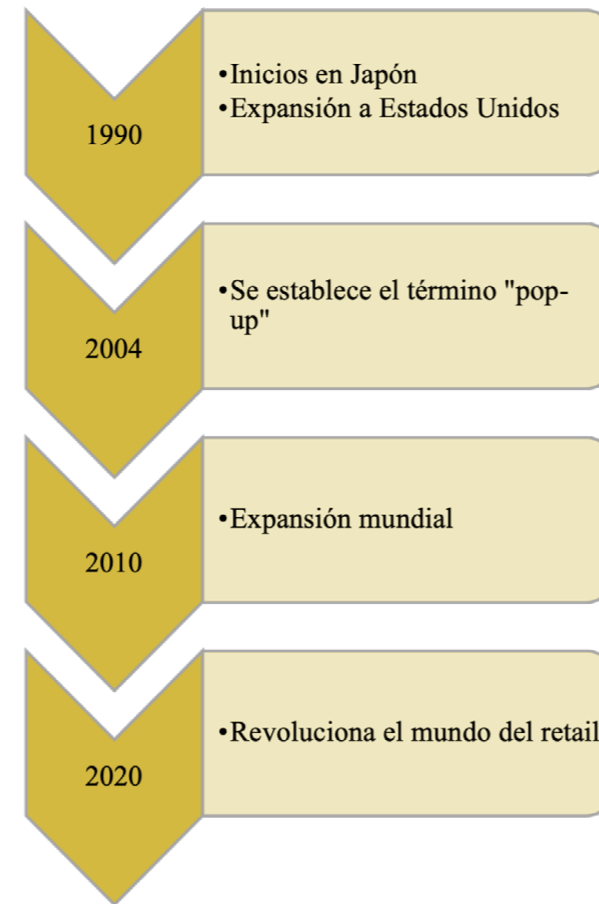 1990
•Inicios en Japón
•Expansión a Estados Unidos
2004
•Se establece el término "pop-
up"
2010
•Expansión mundial
2020
•Revoluciona el mundo del retail